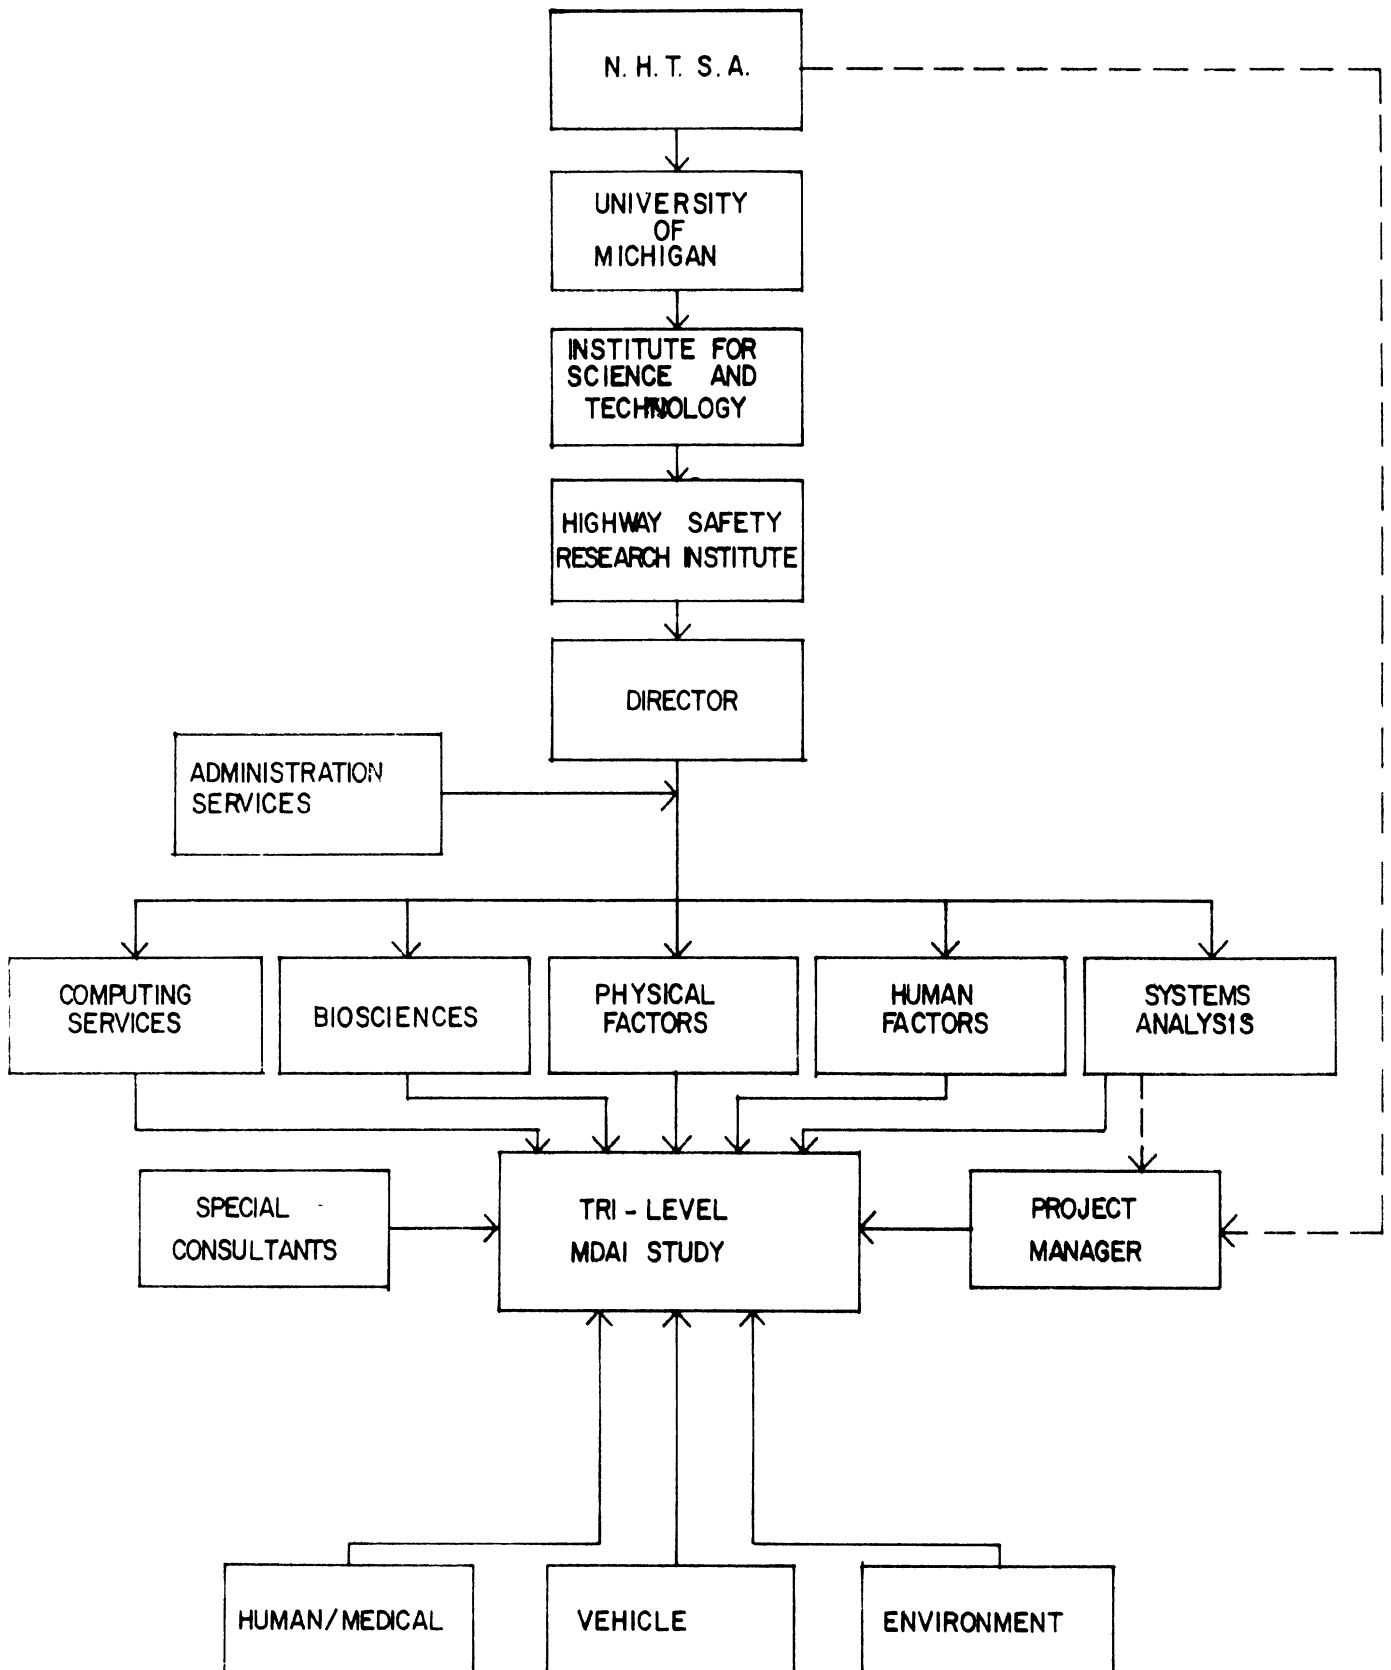 N. H. T. S. A.
UNIVERSITY
OF
MICHIGAN
INSTITUTE FOR
SCIENCE AND
TECHNOLOGY
HIGHWAY SAFETY
RESEARCH INSTITUTE
DIRECTOR
ADMINISTRATION
SERVICES
COMPUTING
SERVICES
BIOSCIENCES
PHYSICAL
FACTORS
HUMAN
FACTORS
SYSTEMS
ANALYSIS
SPECIAL
CONSULTANTS
TRI - LEVEL
MDAI STUDY
PROJECT
MANAGER
HUMAN/MEDICAL
VEHICLE
ENVIRONMENT